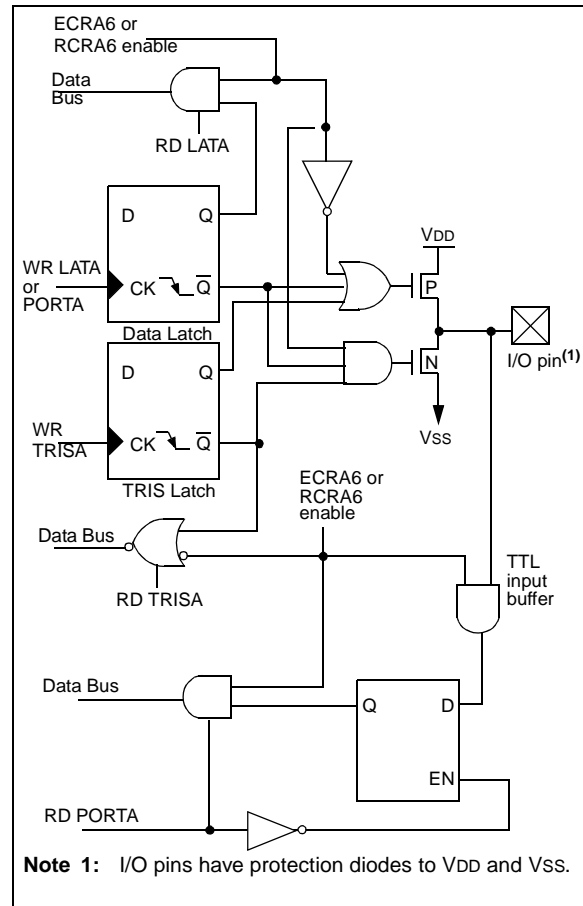 ECRA6 or
RCRA6 enable
Data
Bus
RD LATA
D Q
VDD
WR LATA
or
PORTA
CK Q̅
P
Data Latch
I/O pin(1)
D Q
N
WR
TRISA
CK Q̅
VSS
TRIS Latch
ECRA6 or
RCRA6
enable
Data Bus
TTL
input
buffer
RD TRISA
Data Bus
Q D
EN
RD PORTA
Note 1: I/O pins have protection diodes to VDD and VSS.